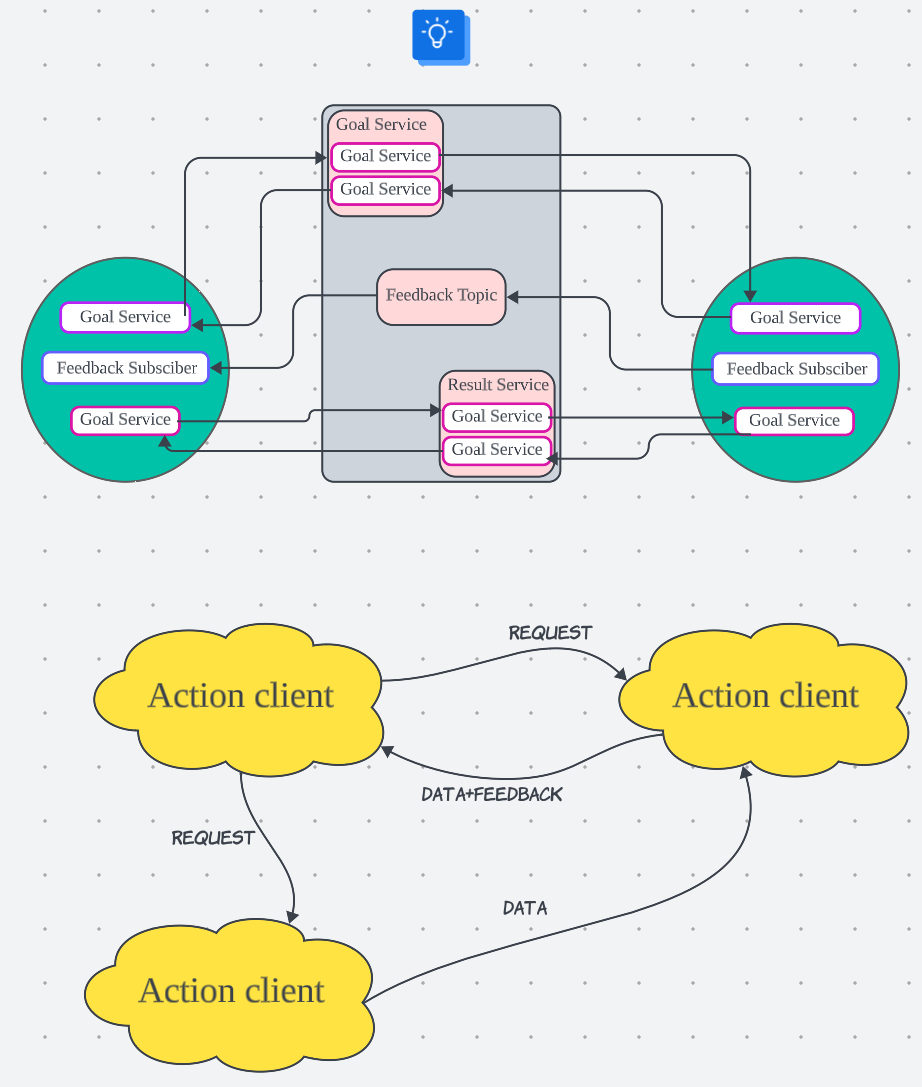 Goal Service
Goal Service
Goal Service
Feedback Topic
Goal Service
Goal Service
Feedback Subsciber
Feedback Subsciber
Result Service
Goal Service
Goal Service
Goal Service
Goal Service
REQUEST
Action client
Action client
DATA+FEEDBACK
REQUEST
DATA
Action client